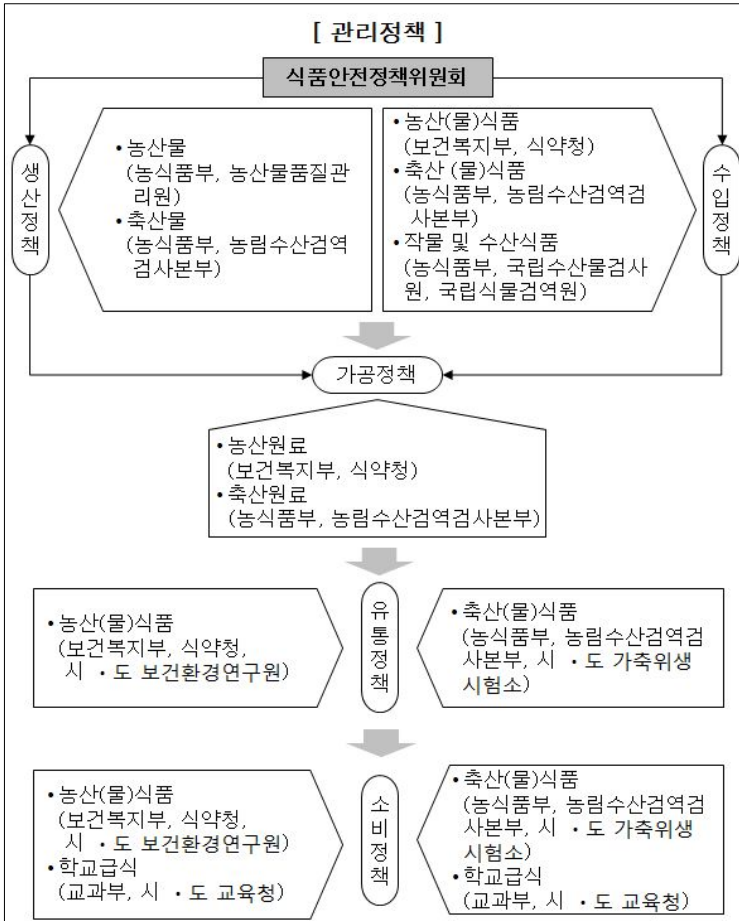 [ 관리정책 ]
식품안전정책위원회
생산정책
• 농산물
(농식품부, 농산물품질관
리원)
• 축산물
(농식품부, 농림수산검역
검사본부)
• 농산(물)식품
(보건복지부, 식약청)
• 축산 (물)식품
(농식품부, 농림수산검역검
사본부)
• 작물 및 수산식품
(농식품부, 국립수산물검사
원, 국립식물검역원)
수입정책
가공정책
• 농산원료
(보건복지부, 식약청)
• 축산원료
(농식품부, 농림수산검역검사본부)
• 농산(물)식품
(보건복지부, 식약청,
시 • 도 보건환경연구원)
유통정책
• 축산(물)식품
(농식품부, 농림수산검역검
사본부, 시 • 도 가축위생
시험소)
• 농산(물)식품
(보건복지부, 식약청,
시 • 도 보건환경연구원)
• 학교급식
(교과부, 시 • 도 교육청)
소비정책
• 축산(물)식품
(농식품부, 농림수산검역검
사본부, 시 • 도 가축위생
시험소)
• 학교급식
(교과부, 시 • 도 교육청)